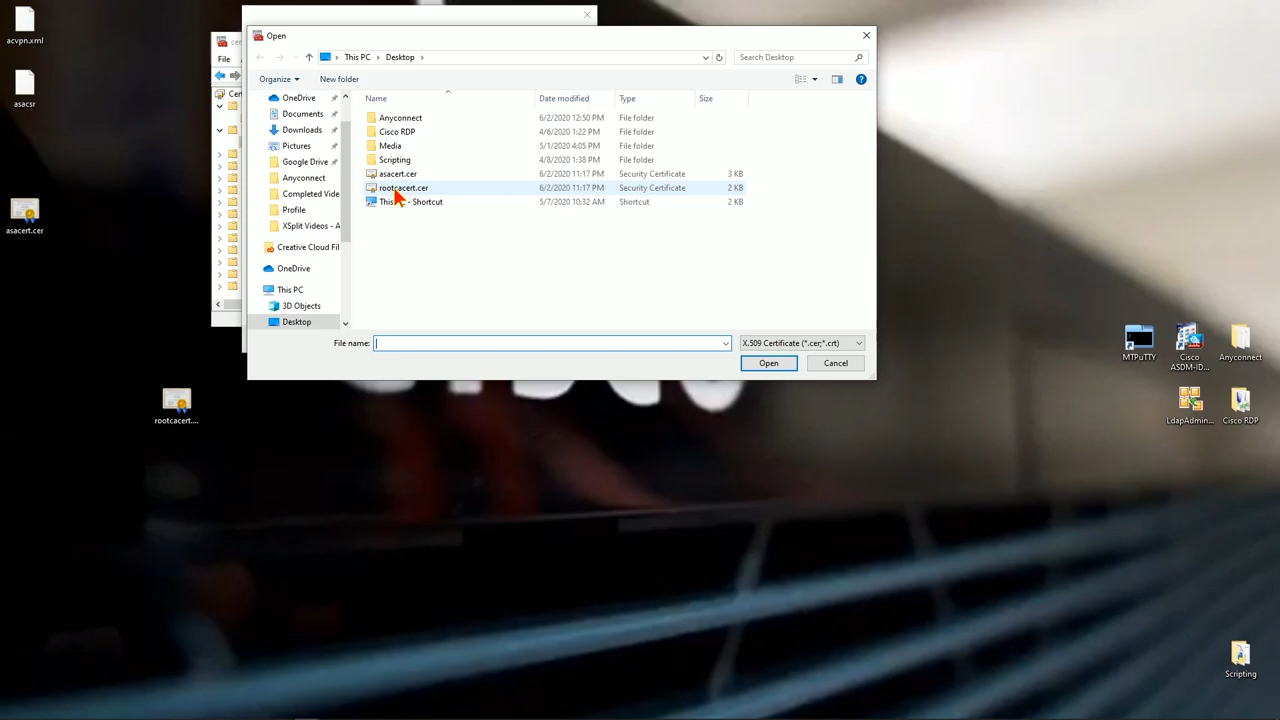 acvpn.xml
asacsr
asacert.cer
rootcacert....
File
Cert
Open
This PC
Desktop
Search Desktop
Organize
New folder
OneDrive
Documents
Downloads
Pictures
Google Drive
Anyconnect
Completed Vide
Profile
XSplit Videos - A
Creative Cloud Fil
OneDrive
This PC
3D Objects
Desktop
Name Date modified Type Size
Anyconnect 6/2/2020 12:50 PM File folder
Cisco RDP 4/6/2020 1:22 PM File folder
Media 5/1/2020 4:05 PM File folder
Scripting 4/8/2020 1:38 PM File folder
asacert.cer 6/2/2020 11:17 PM Security Certificate 3 KB
rootcacert.cer 6/2/2020 11:17 PM Security Certificate 2 KB
This - Shortcut 5/7/2020 10:32 AM Shortcut 2 KB
File name:
X.509 Certificate (*.cer;*.crt)
Open
Cancel
MTPuTTY
Cisco
ASDM-ID...
Anyconnect
LdapAdmin...
Cisco RDP
Scripting